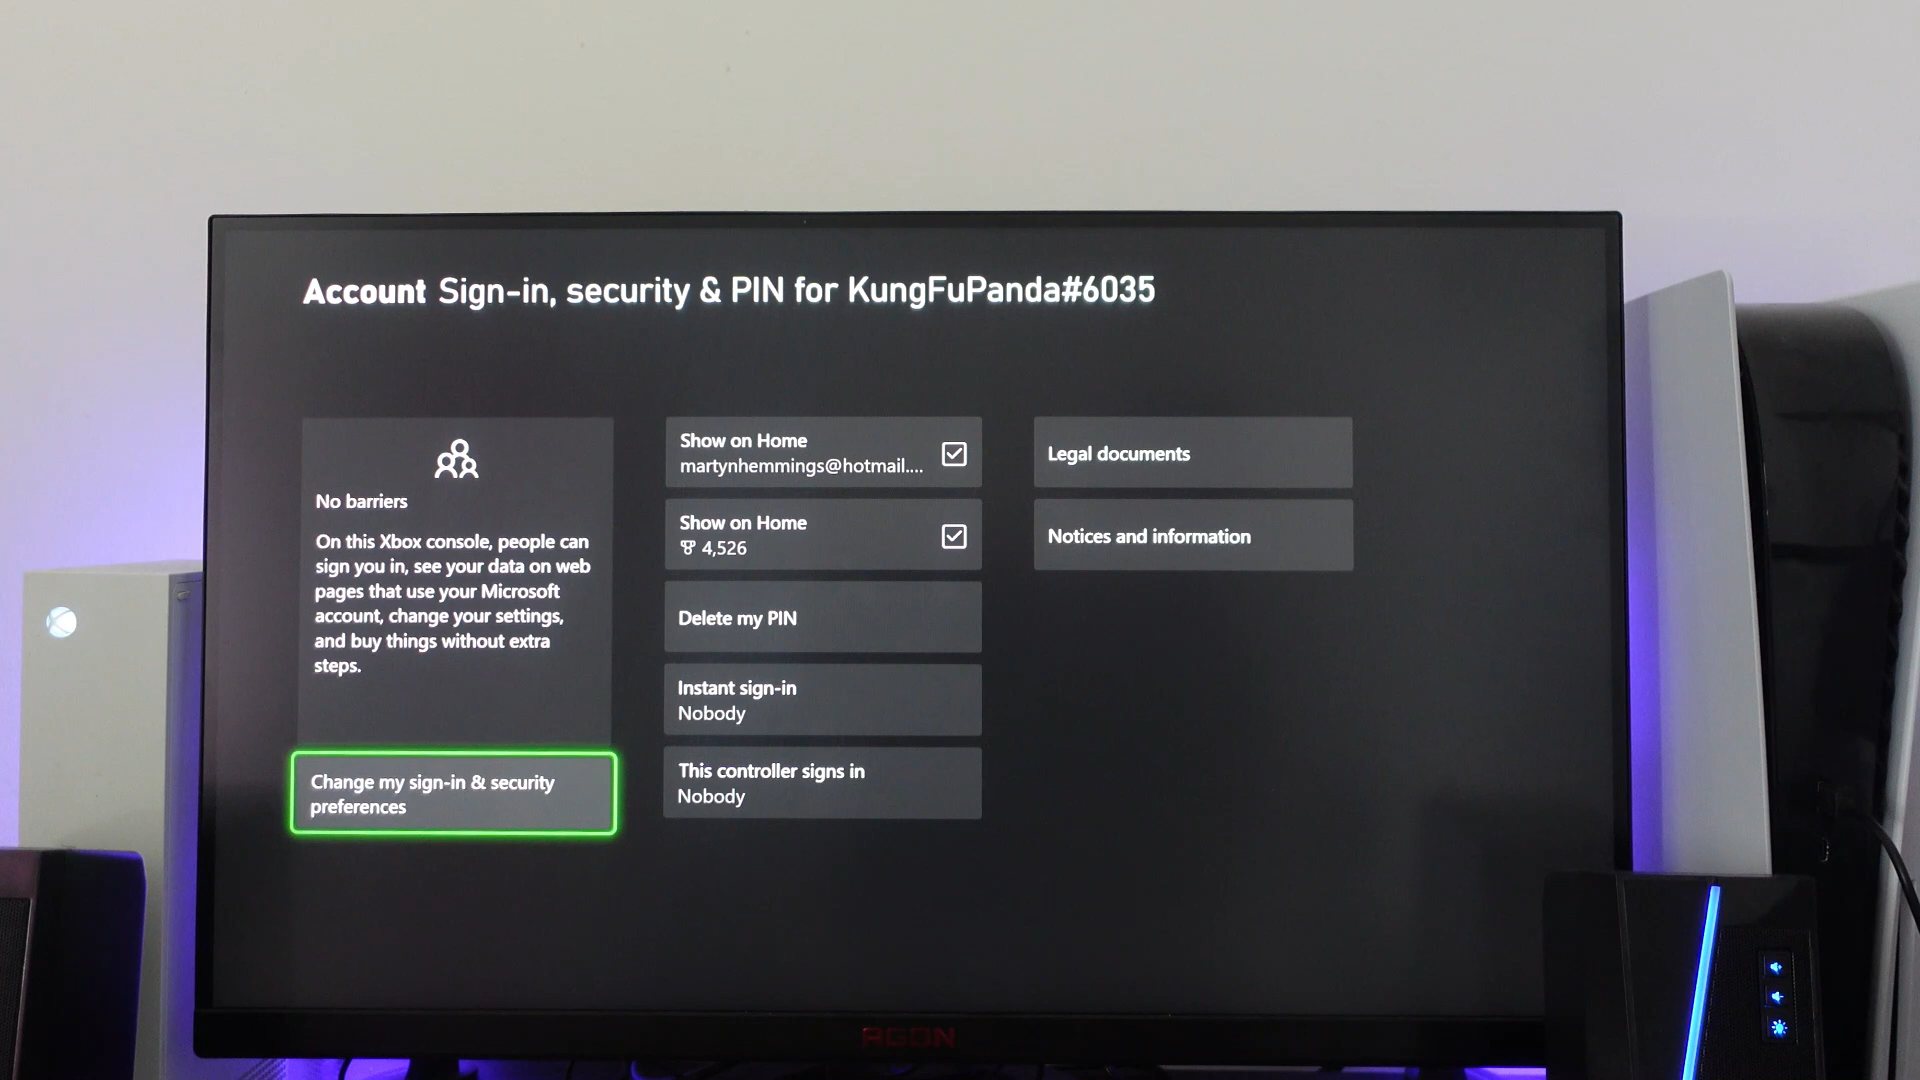 Account Sign-in, security & PIN for KungFuPanda#6035
No barriers
On this Xbox console, people can
sign you in, see your data on web
pages that use your Microsoft
account, change your settings,
and buy things without extra
steps.
Change my sign-in & security
preferences
Show on Home
martynhemmings@hotmail....
Show on Home
4,526
Delete my PIN
Instant sign-in
Nobody
This controller signs in
Nobody
Legal documents
Notices and information
AGON